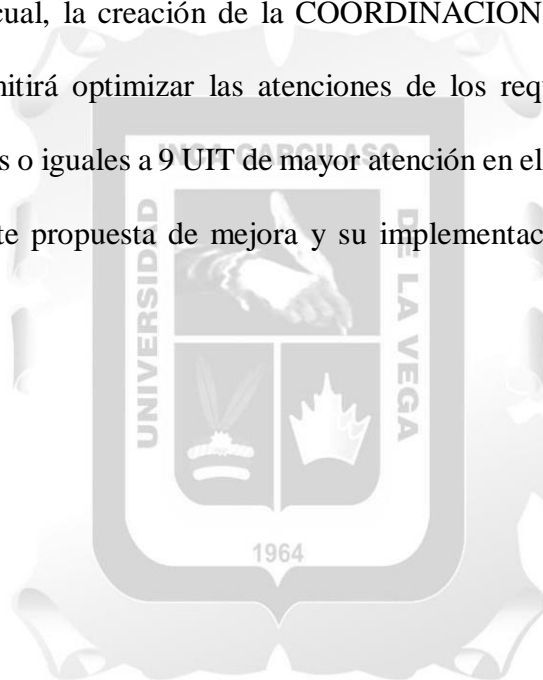 cual, la creación de la COORDINACION
mitirá optimizar las atenciones de los req
s o iguales a 9 UIT de mayor atención en el
te propuesta de mejora y su implementac
INCA GARCILASO
UNIVERSIDAD
DE LA VEGA
1964